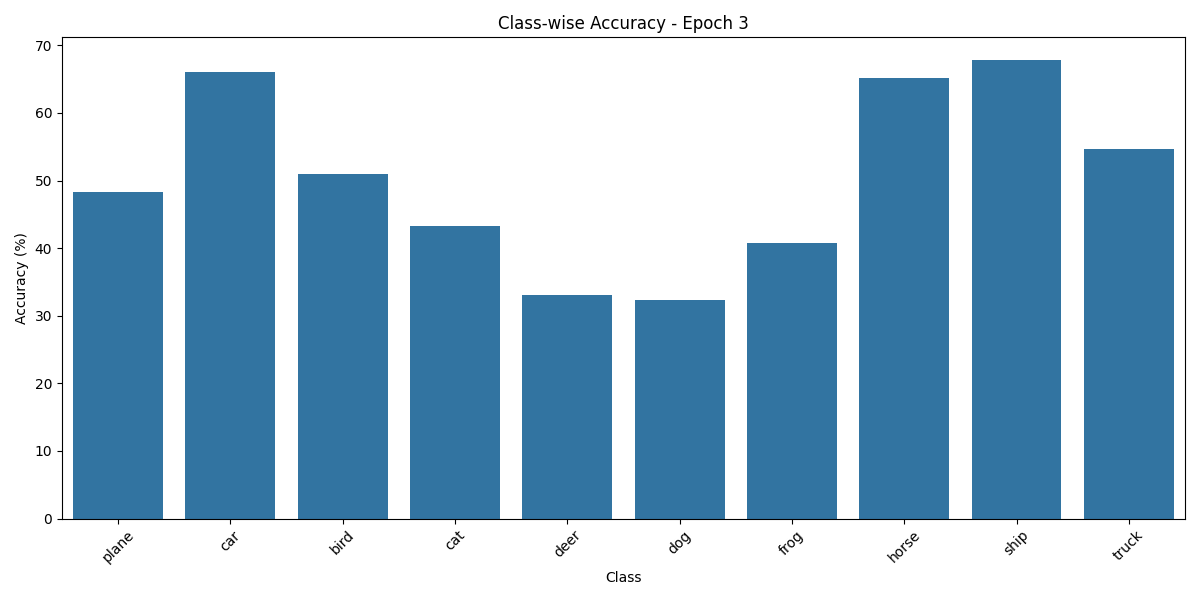 Class-wise Accuracy - Epoch 3
70
60
50
40
30
20
10
0
Accuracy (%)
plane
car
bird
cat
deer
dog
frog
horse
ship
truck
Class